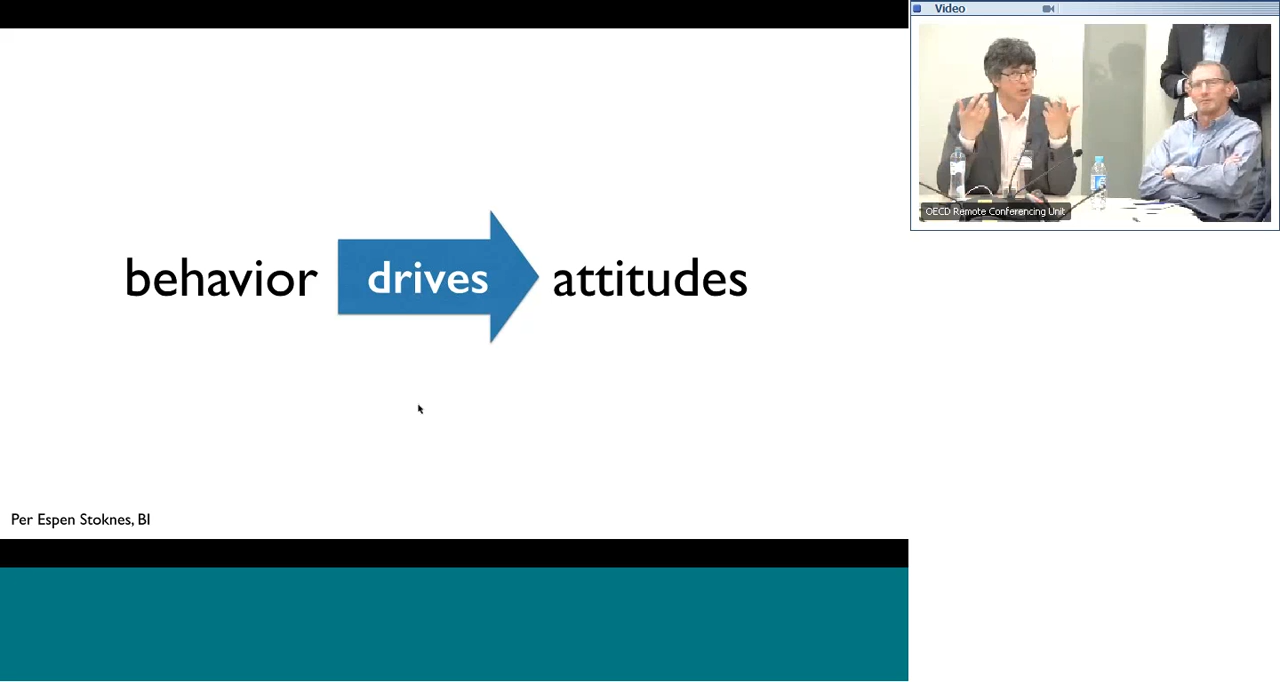 Video
OECD Remote Conferencing Unit
behavior drives attitudes
Per Espen Stoknes, BI